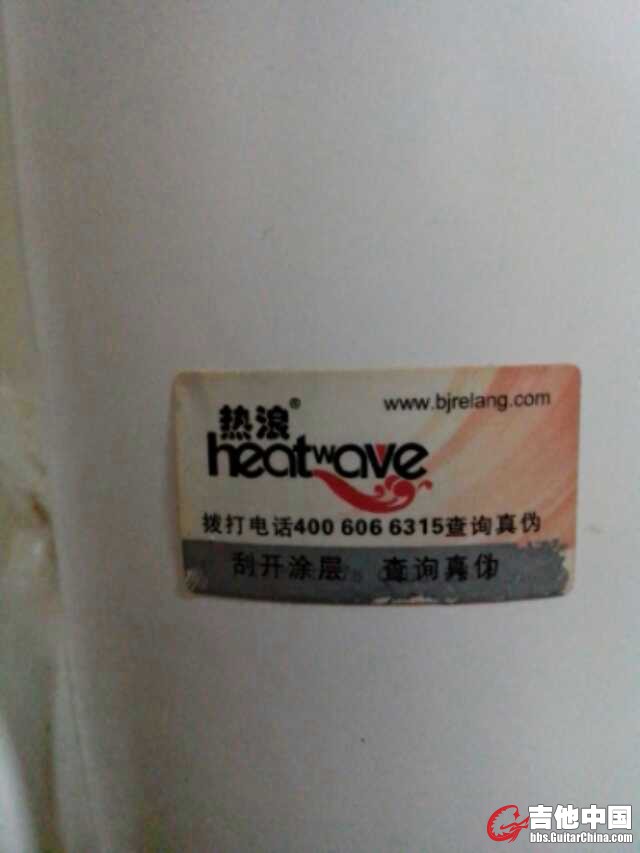 www.bjrelang.com
热浪®
heatwave
拨打电话400 606 6315查询真伪
刮开涂层 查询真伪
吉他中国
bbs.GuitarChina.com